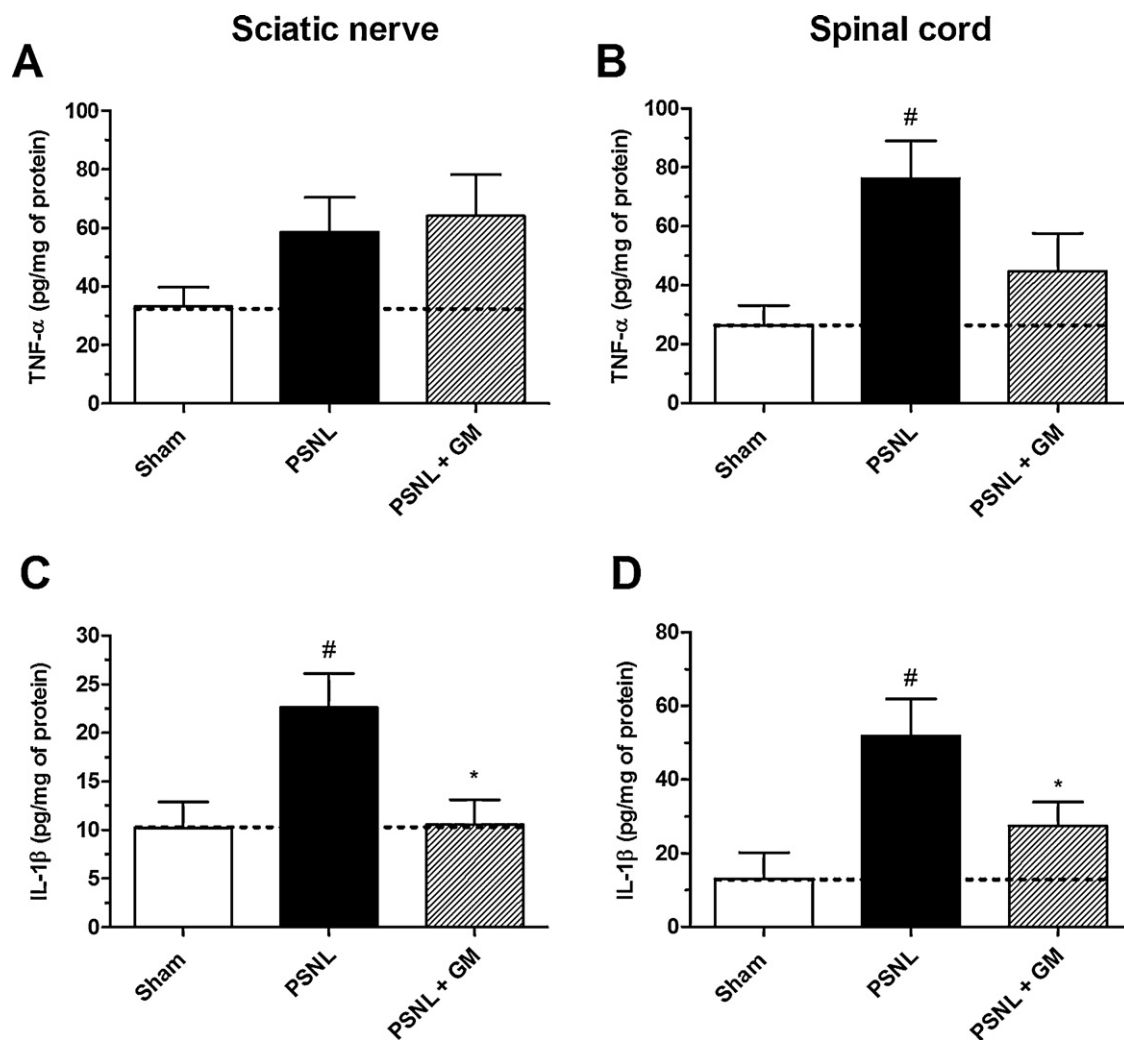 Sciatic nerve
Spinal cord
A
TNF-α (pg/mg of protein)
100
80
60
40
20
0
Sham
PSNL
PSNL + GM
B
TNF-α (pg/mg of protein)
100
80
60
40
20
0
#
Sham
PSNL
PSNL + GM
C
IL-1β (pg/mg of protein)
30
25
20
15
10
5
0
#
*
Sham
PSNL
PSNL + GM
D
IL-1β (pg/mg of protein)
80
60
40
20
0
#
*
Sham
PSNL
PSNL + GM